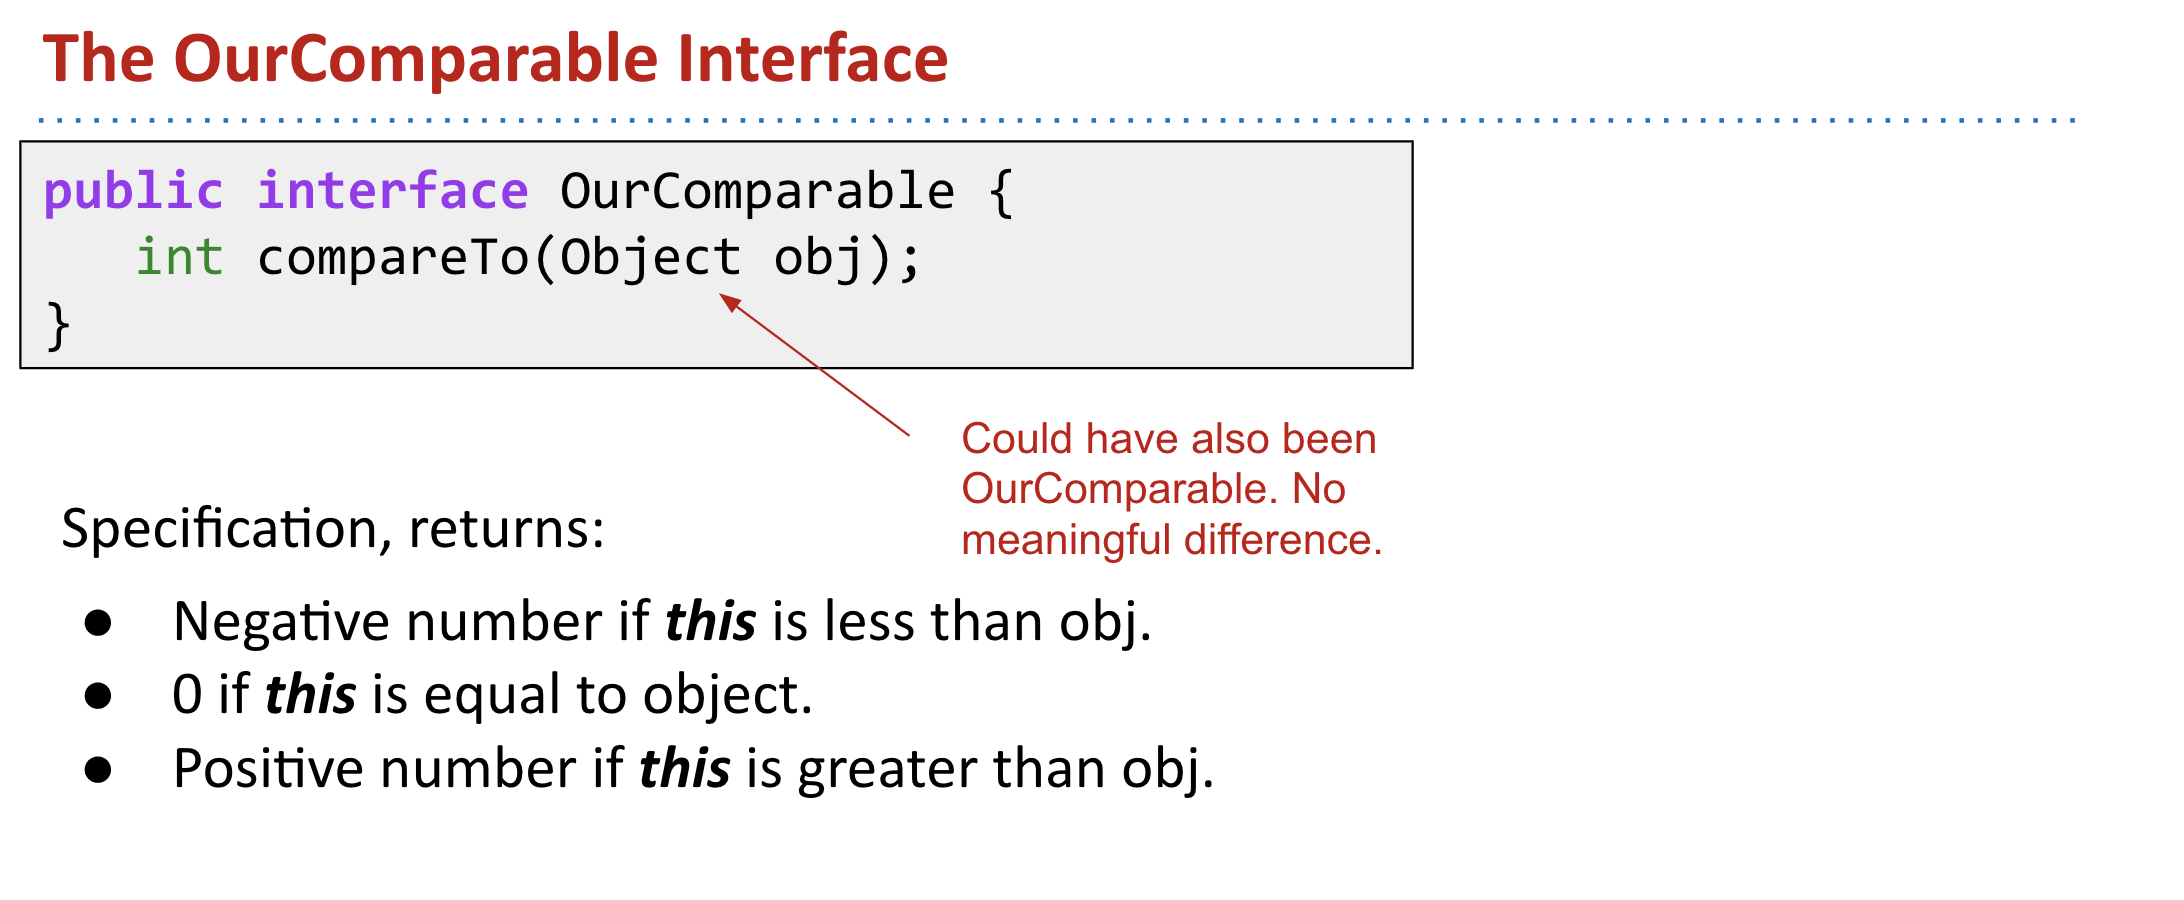 The OurComparable Interface
public interface OurComparable {
   int compareTo(Object obj);
}
Could have also been
OurComparable. No
meaningful difference.
Specification, returns:
● Negative number if this is less than obj.
● 0 if this is equal to object.
● Positive number if this is greater than obj.